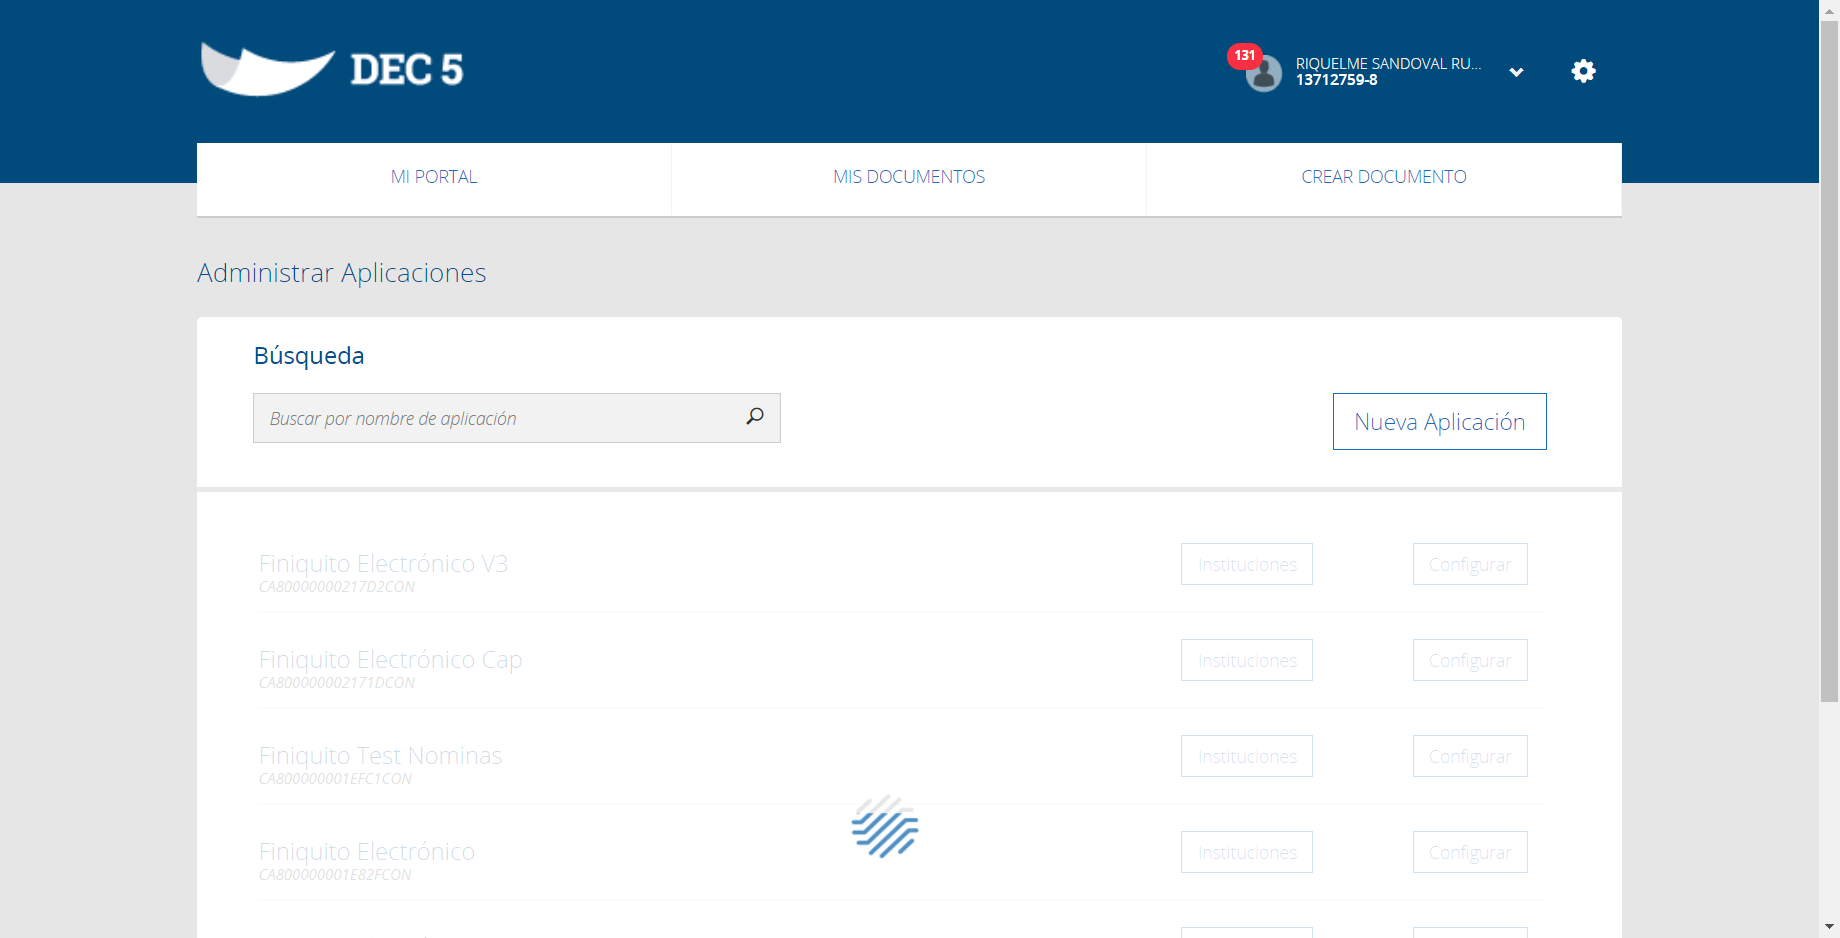 DEC 5
131
RIQUELME SANDOVAL RU...
13712759-8
MI PORTAL
MIS DOCUMENTOS
CREAR DOCUMENTO
Administrar Aplicaciones
Búsqueda
Buscar por nombre de aplicación
Nueva Aplicación
Finiquito Electrónico V3
CA80000000217D2CON
Instituciones
Configurar
Finiquito Electrónico Cap
CA800000002171DCON
Instituciones
Configurar
Finiquito Test Nominas
CA800000001EFC1CON
Instituciones
Configurar
Finiquito Electrónico
CA800000001E82FCON
Instituciones
Configurar